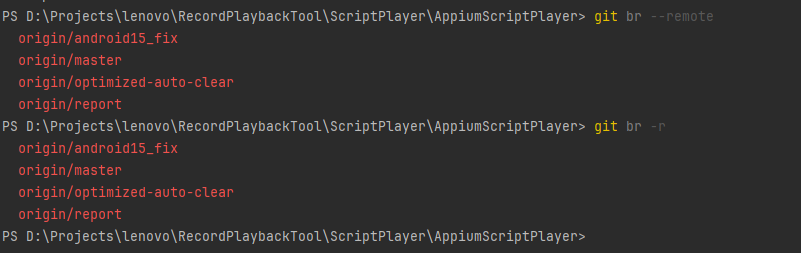 PS D:\Projects\lenovo\RecordPlaybackTool\ScriptPlayer\AppiumScriptPlayer> git br --remote
  origin/android15_fix
  origin/master
  origin/optimized-auto-clear
  origin/report
PS D:\Projects\lenovo\RecordPlaybackTool\ScriptPlayer\AppiumScriptPlayer> git br -r
  origin/android15_fix
  origin/master
  origin/optimized-auto-clear
  origin/report
PS D:\Projects\lenovo\RecordPlaybackTool\ScriptPlayer\AppiumScriptPlayer>